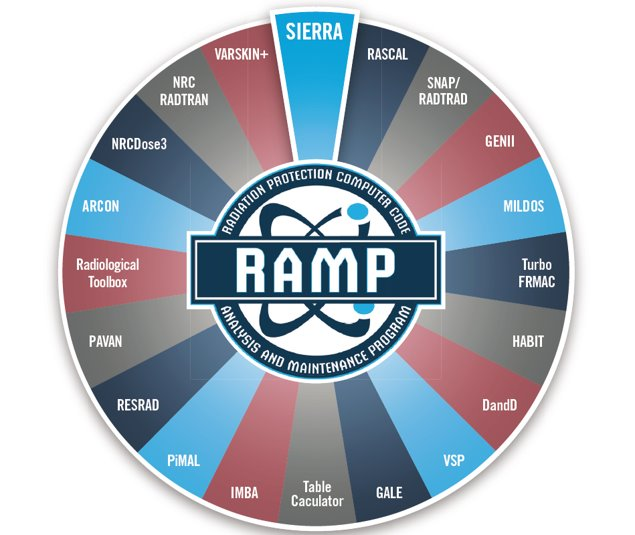 SIERRA
RASCAL
SNAP/
RADTRAD
GENII
MILDOS
Turbo
FRMAC
HABIT
DandD
VSP
GALE
Table
Caculator
IMBA
PiMAL
RESRAD
PAVAN
Radiological
Toolbox
ARCON
NRCDose3
NRC
RADTRAN
VARSKIN+
RADIATION PROTECTION COMPUTER CODE
RAMP
ANALYSIS AND MAINTENANCE PROGRAM